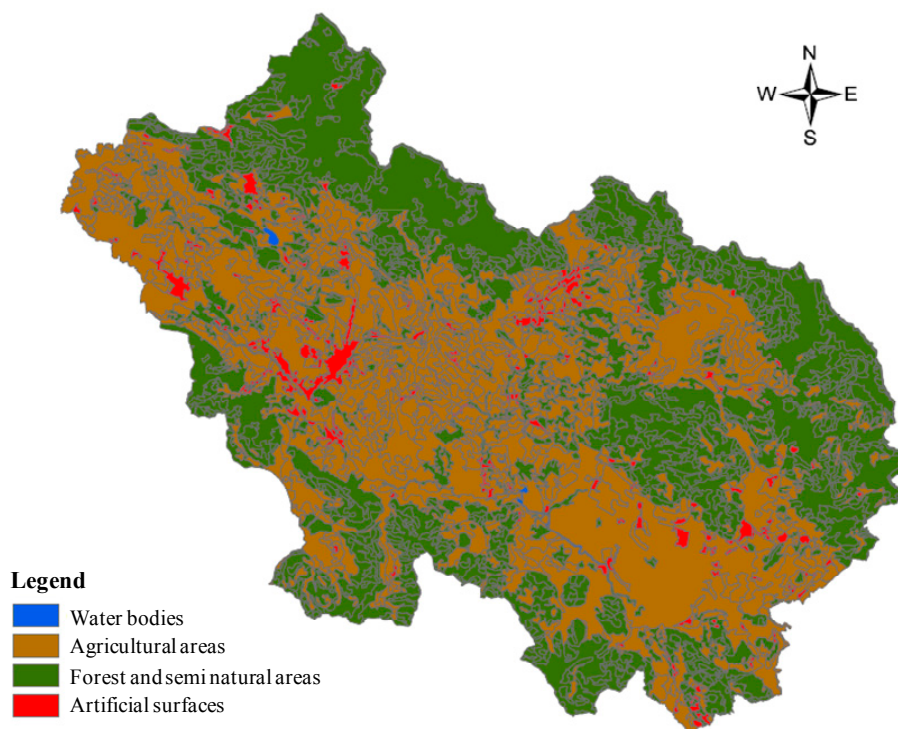 N
W E
S
Legend
Water bodies
Agricultural areas
Forest and semi natural areas
Artificial surfaces